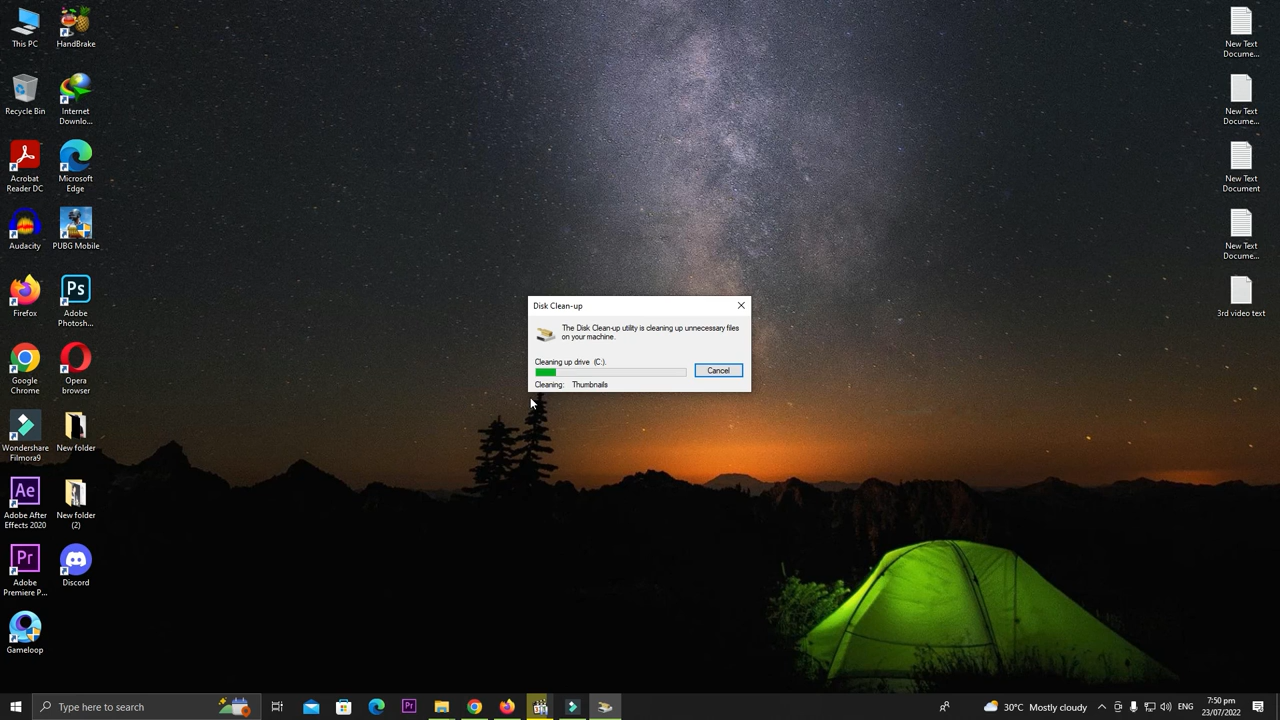 This PC
HandBrake
Recycle Bin
Internet
Downlo...
Acrobat
Reader DC
Microsoft
Edge
Audacity
PUBG Mobile
Firefox
Adobe
Photosh...
Google
Chrome
Opera
browser
Wondershare
Filmora9
New folder
Adobe After
Effects 2020
New folder
(2)
Adobe
Premiere P...
Discord
Gameloop
New Text
Docume...
New Text
Docume...
New Text
Document
New Text
Docume...
3rd video text
Disk Clean-up
The Disk Clean-up utility is cleaning up unnecessary files
on your machine.
Cleaning up drive (C:).
Cancel
Cleaning: Thumbnails
Type here to search
30°C Mostly cloudy
ENG
7:50 pm
23/07/2022